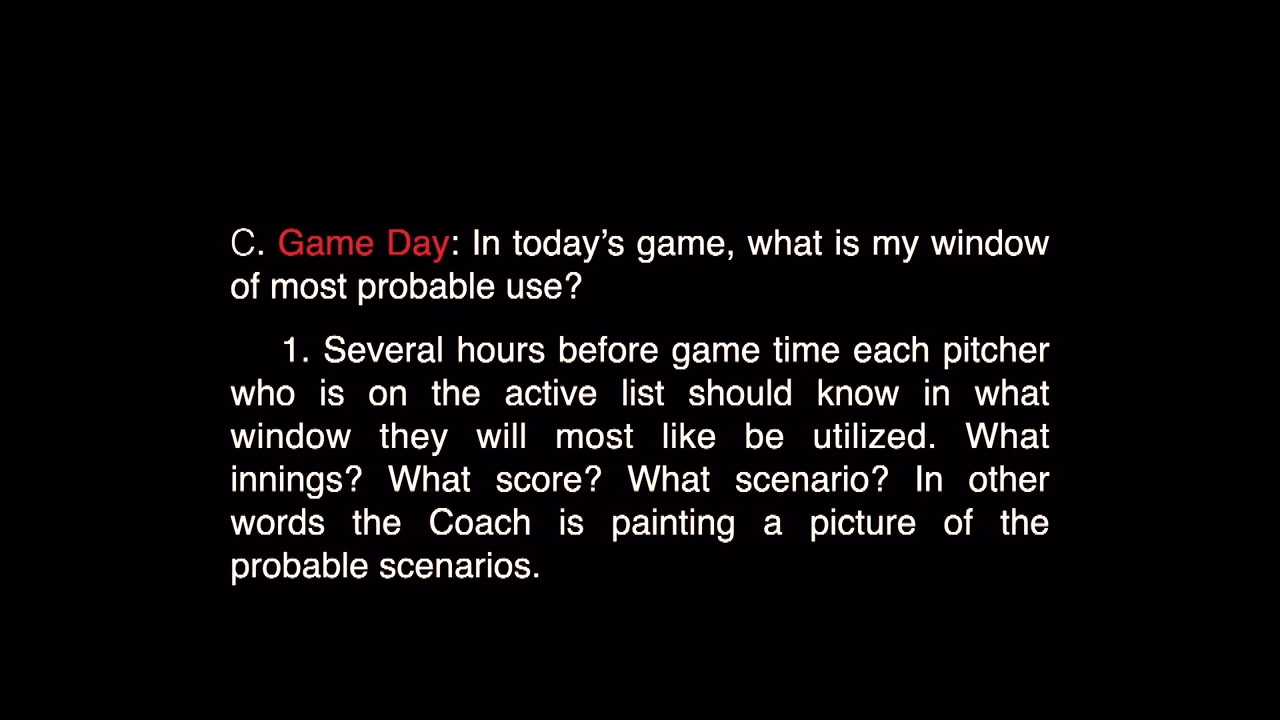 C. Game Day: In today’s game, what is my window
of most probable use?
1. Several hours before game time each pitcher
who is on the active list should know in what
window they will most like be utilized. What
innings? What score? What scenario? In other
words the Coach is painting a picture of the
probable scenarios.